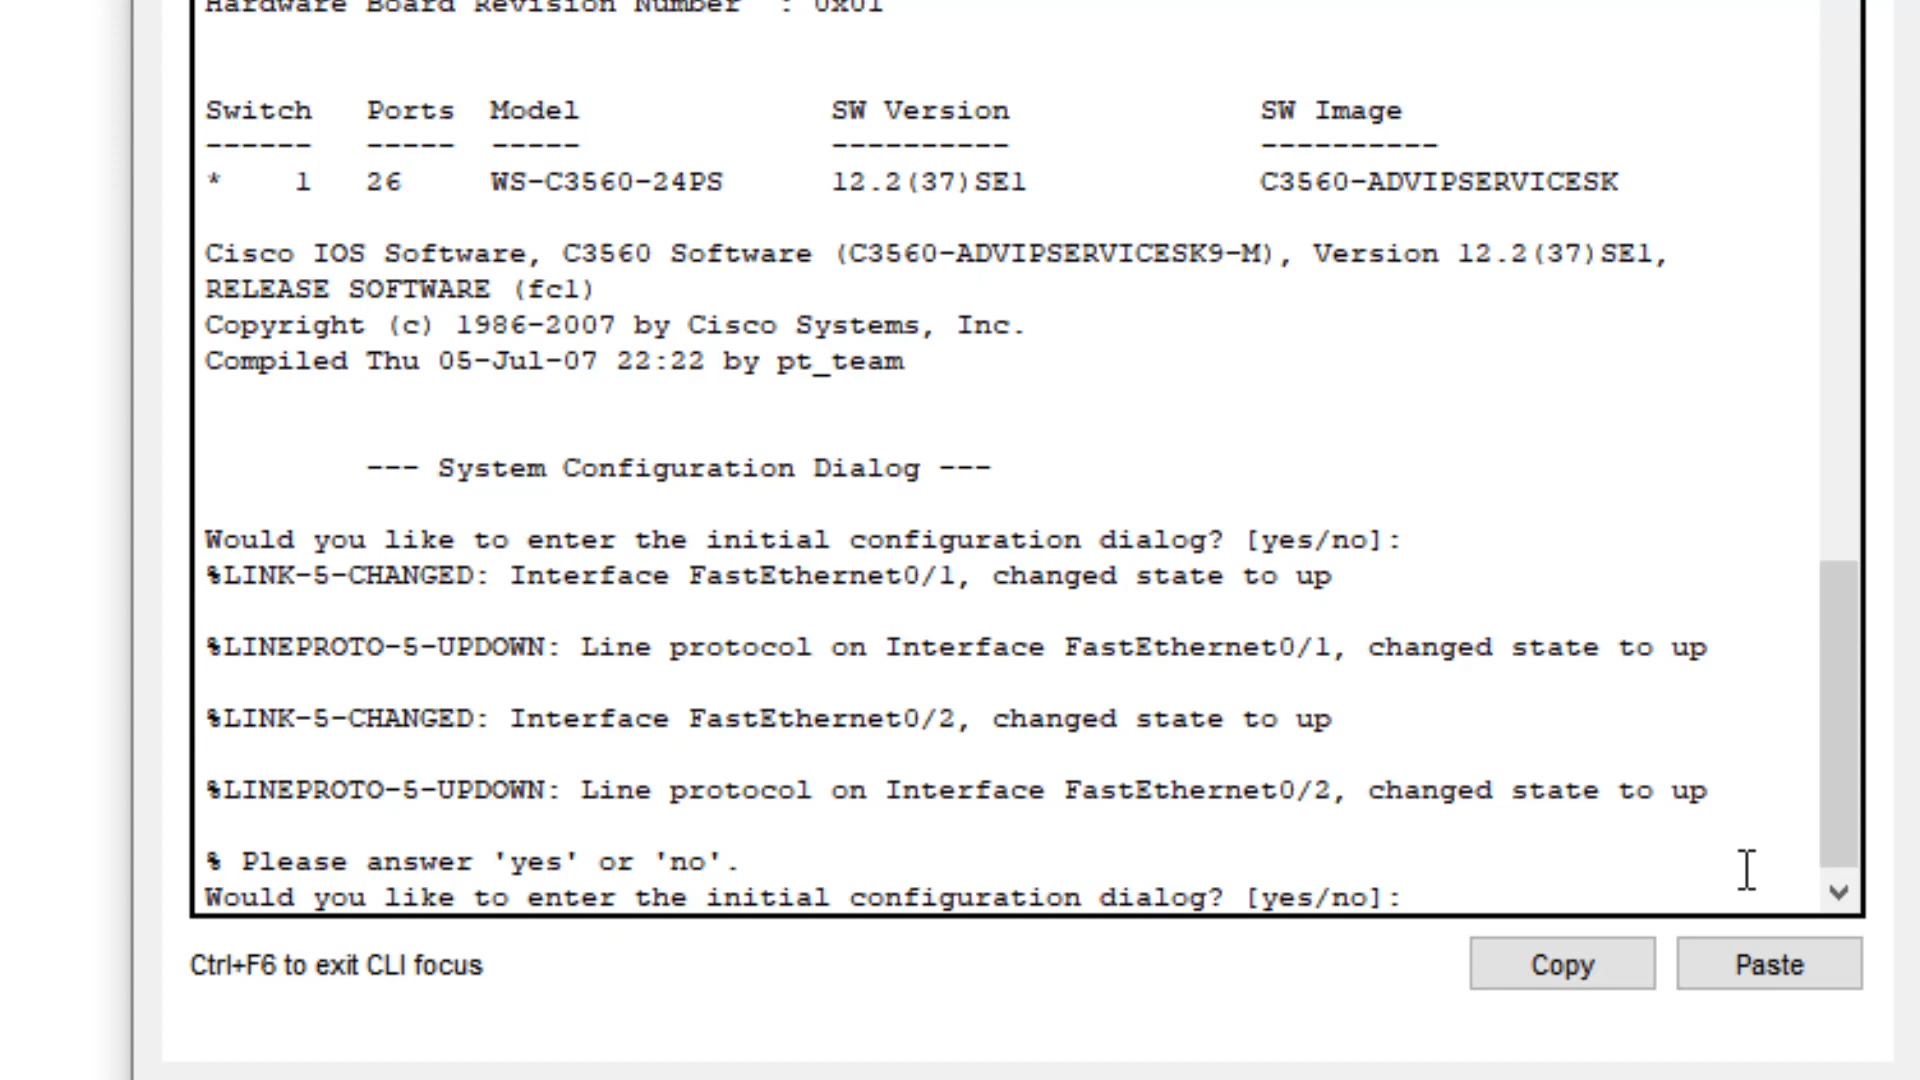 Hardware Board Revision Number  : 0x01
Switch   Ports  Model              SW Version              SW Image
------   -----  -----              ----------              ----------
*    1   26     WS-C3560-24PS      12.2(37)SE1             C3560-ADVIPSERVICESK
Cisco IOS Software, C3560 Software (C3560-ADVIPSERVICESK9-M), Version 12.2(37)SE1,
RELEASE SOFTWARE (fc1)
Copyright (c) 1986-2007 by Cisco Systems, Inc.
Compiled Thu 05-Jul-07 22:22 by pt_team
--- System Configuration Dialog ---
Would you like to enter the initial configuration dialog? [yes/no]:
%LINK-5-CHANGED: Interface FastEthernet0/1, changed state to up
%LINEPROTO-5-UPDOWN: Line protocol on Interface FastEthernet0/1, changed state to up
%LINK-5-CHANGED: Interface FastEthernet0/2, changed state to up
%LINEPROTO-5-UPDOWN: Line protocol on Interface FastEthernet0/2, changed state to up
% Please answer 'yes' or 'no'.
Would you like to enter the initial configuration dialog? [yes/no]:
Ctrl+F6 to exit CLI focus
Copy
Paste